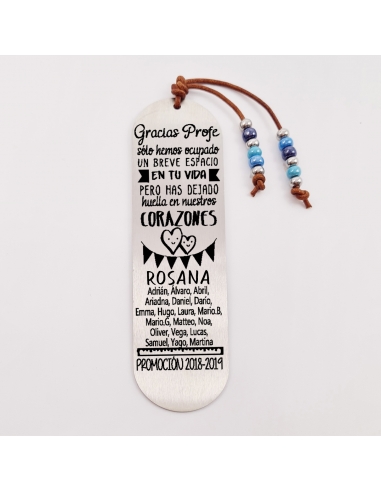 Gracias Profe
sólo hemos ocupado
UN BREVE ESPACIO
EN TU VIDA
PERO HAS DEJADO
huella en nuestros
CORAZONES
ROSANA
Adrián, Álvaro, Abril,
Ariadna, Daniel, Darío,
Emma, Hugo, Laura, Mario.B,
Mario.G, Matteo, Noa,
Oliver, Vega, Lucas,
Samuel, Yago, Martina
PROMOCIÓN 2018-2019